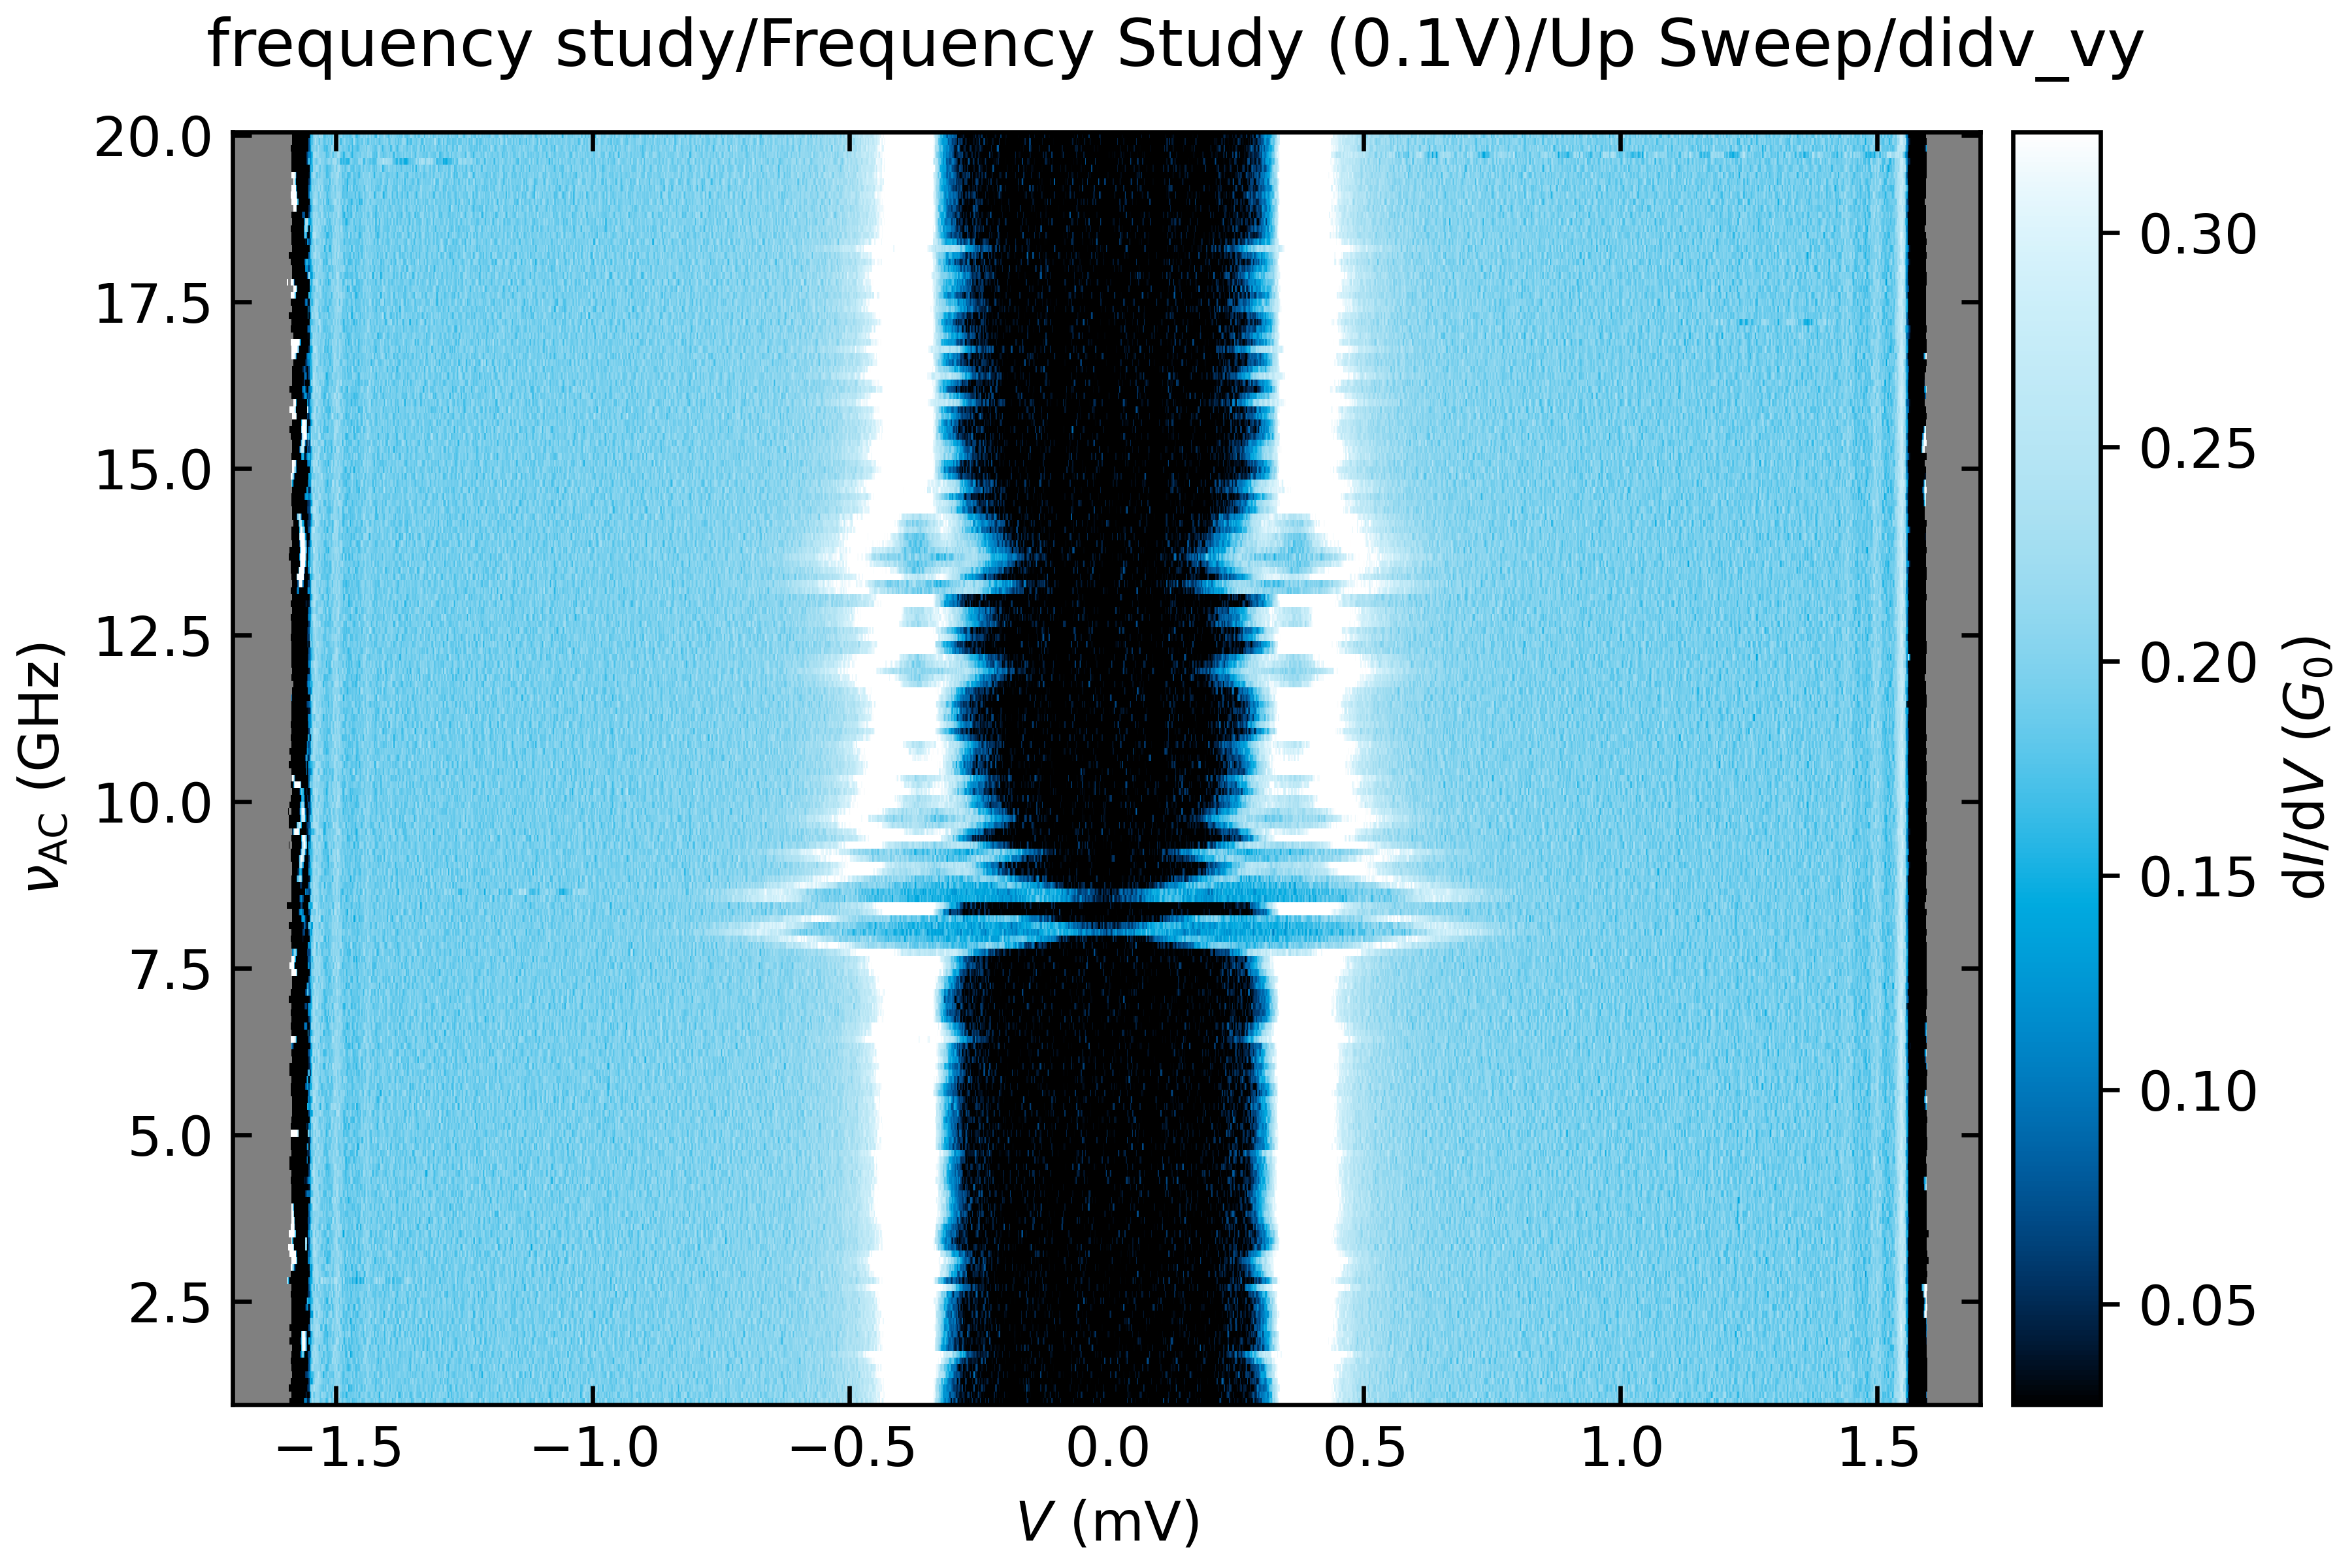 frequency study/Frequency Study (0.1V)/Up Sweep/didv_vy
20.0
17.5
15.0
12.5
10.0
7.5
5.0
2.5
ν_AC (GHz)
−1.5 −1.0 −0.5 0.0 0.5 1.0 1.5
V (mV)
0.30
0.25
0.20
0.15
0.10
0.05
dI/dV (G₀)